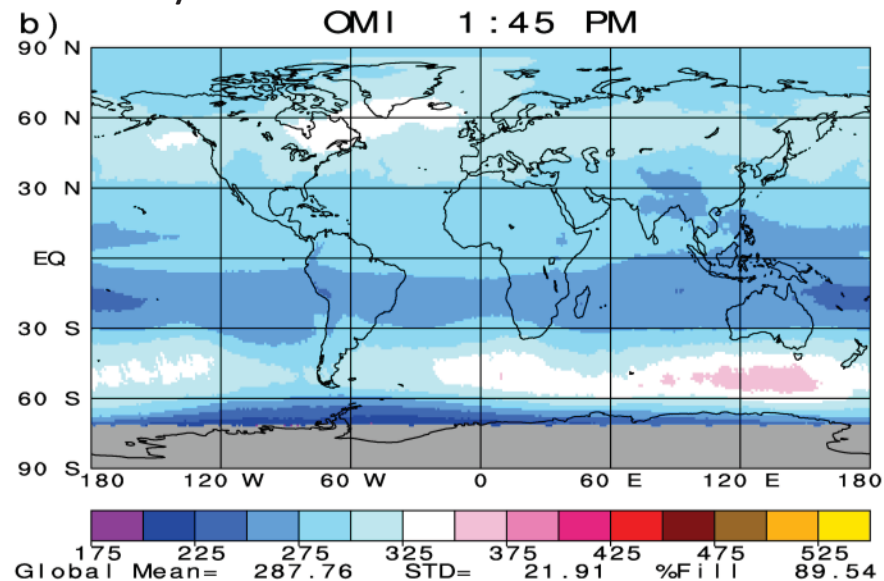 b) OMI 1:45 PM
90 N
60 N
30 N
EQ
30 S
60 S
90 S
180 120 W 60 W 0 60 E 120 E 180
175 225 275 325 375 425 475 525
Global Mean= 287.76 STD= 21.91 %Fill 89.54